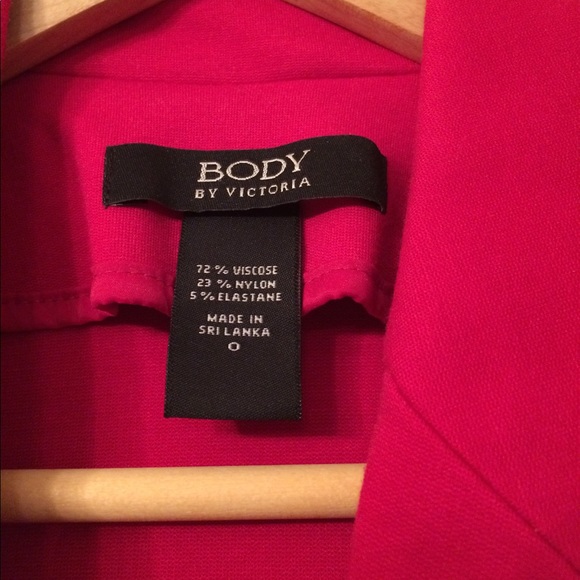 BODY
BY VICTORIA
72 % VISCOSE
23 % NYLON
5 % ELASTANE
MADE IN
SRI LANKA
0